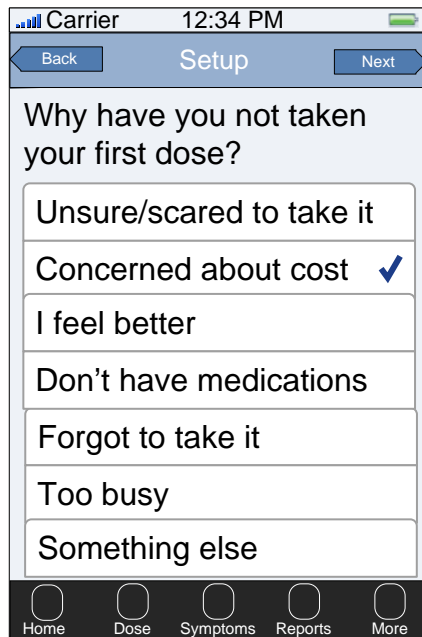 Carrier 12:34 PM
Back Setup Next
Why have you not taken
your first dose?
Unsure/scared to take it
Concerned about cost
I feel better
Don’t have medications
Forgot to take it
Too busy
Something else
Home Dose Symptoms Reports More